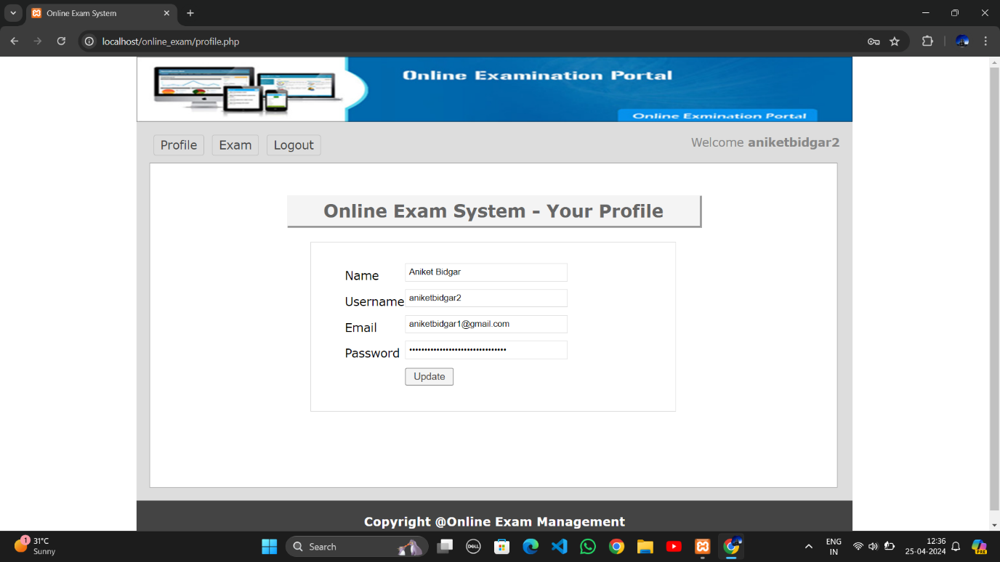 Online Exam System
localhost/online_exam/profile.php
Online Examination Portal
Online Exmination Portal
Profile Exam Logout
Welcome aniketbidgar2
Online Exam System - Your Profile
Name Aniket Bidgar
Username aniketbidgar2
Email aniketbidgar1@gmail.com
Password ••••••••••••••••••••••••••••••••
Update
Copyright @Online Exam Management
1 31°C
Sunny
Search
DELL
ENG
IN
12:36
25-04-2024
PRE